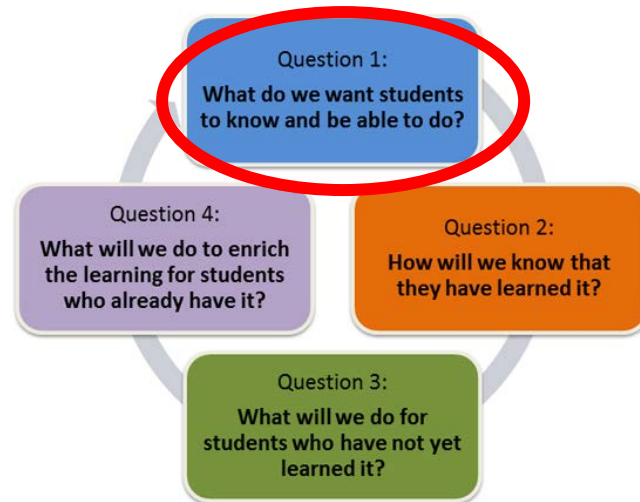 Question 1:
What do we want students
to know and be able to do?
Question 2:
How will we know that
they have learned it?
Question 3:
What will we do for
students who have not yet
learned it?
Question 4:
What will we do to enrich
the learning for students
who already have it?